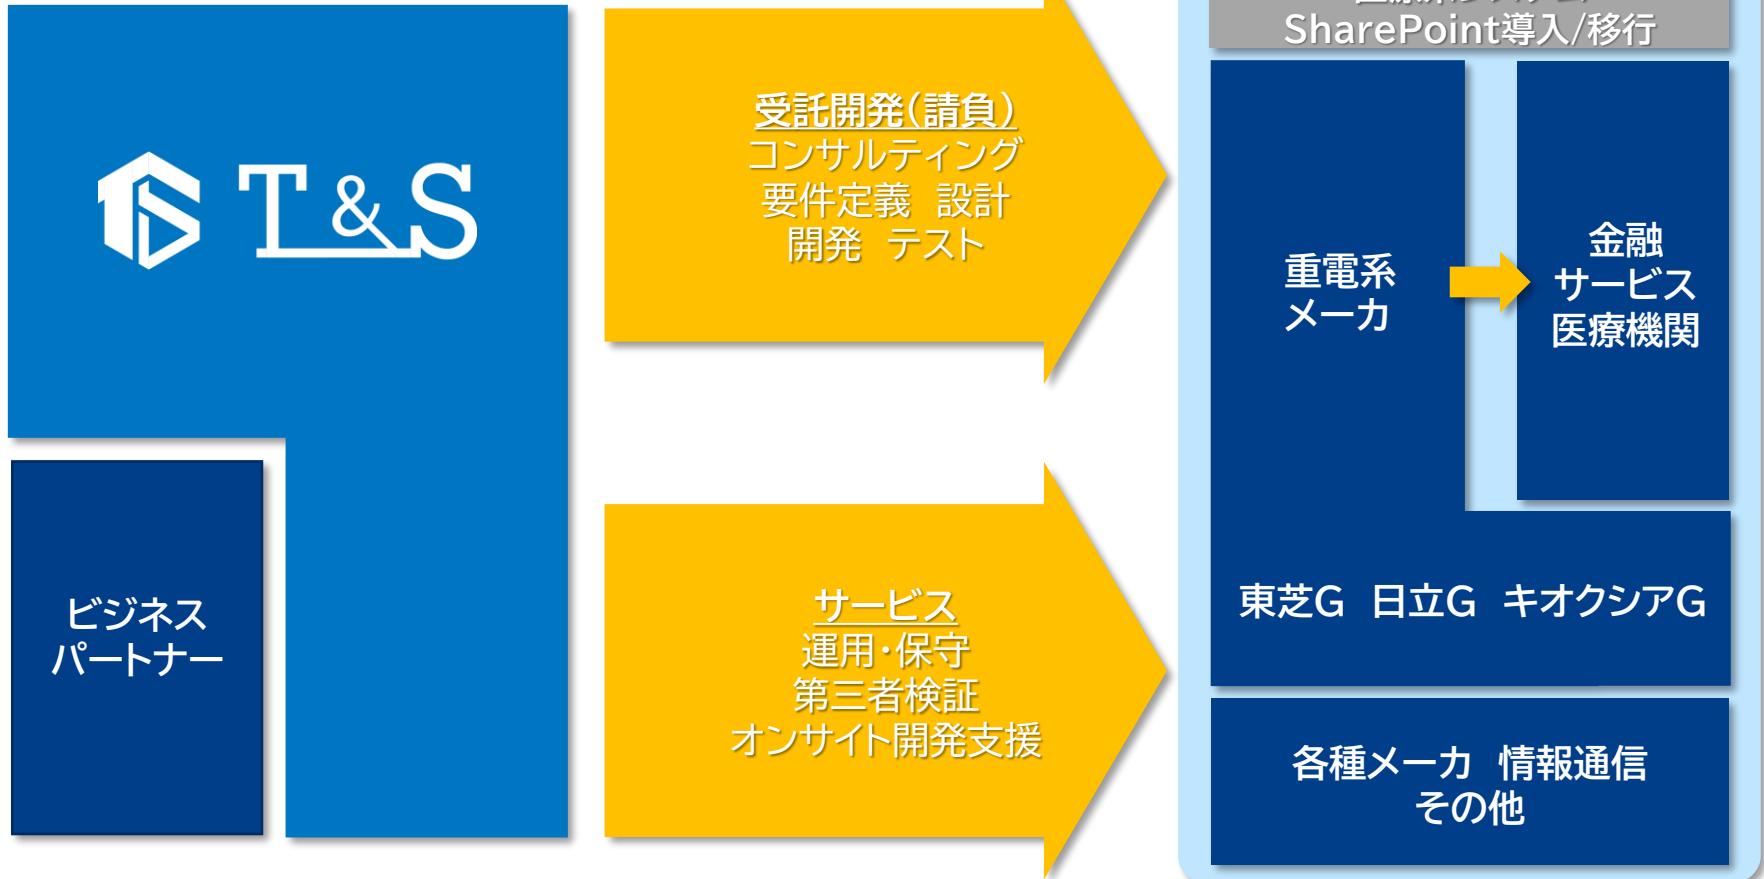 T&S
ビジネス
パートナー
受託開発(請負)
コンサルティング
要件定義　設計
開発　テスト
サービス
運用・保守
第三者検証
オンサイト開発支援
SharePoint導入/移行
重電系
メーカ
金融
サービス
医療機関
東芝G　日立G　キオクシアG
各種メーカ　情報通信
その他